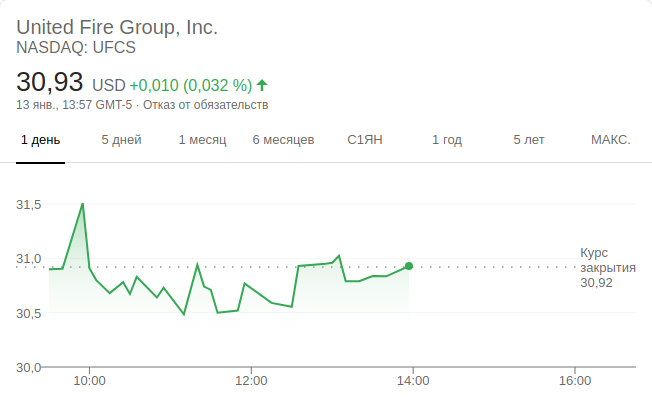 United Fire Group, Inc.
NASDAQ: UFCS
30,93 USD +0,010 (0,032 %)
13 янв., 13:57 GMT-5 · Отказ от обязательств
1 день 5 дней 1 месяц 6 месяцев С1ЯН 1 год 5 лет МАКС.
31,5
31,0
30,5
30,0
Курс
закрытия
30,92
10:00 12:00 14:00 16:00